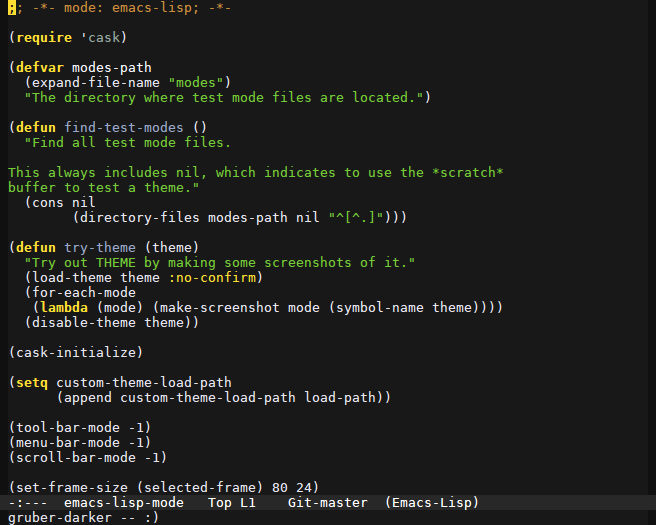 ;; -*- mode: emacs-lisp; -*-

(require 'cask)

(defvar modes-path
  (expand-file-name "modes")
  "The directory where test mode files are located.")

(defun find-test-modes ()
  "Find all test mode files.

This always includes nil, which indicates to use the *scratch*
buffer to test a theme."
  (cons nil
        (directory-files modes-path nil "^[^.]")))

(defun try-theme (theme)
  "Try out THEME by making some screenshots of it."
  (load-theme theme :no-confirm)
  (for-each-mode
   (lambda (mode) (make-screenshot mode (symbol-name theme))))
  (disable-theme theme))

(cask-initialize)

(setq custom-theme-load-path
      (append custom-theme-load-path load-path))

(tool-bar-mode -1)
(menu-bar-mode -1)
(scroll-bar-mode -1)

(set-frame-size (selected-frame) 80 24)
-:---  emacs-lisp-mode   Top L1    Git-master  (Emacs-Lisp)
gruber-darker -- :)